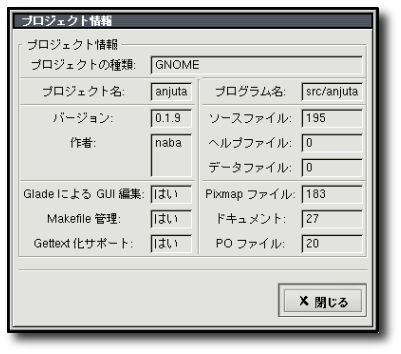 プロジェクト情報
プロジェクト情報
プロジェクトの種類: GNOME
プロジェクト名: anjuta プログラム名: src/anjuta
バージョン: 0.1.9 ソースファイル: 195
作者: naba ヘルプファイル: 0
データファイル: 0
Glade による GUI 編集: はい Pixmap ファイル: 183
Makefile 管理: はい ドキュメント: 27
Gettext 化サポート: はい PO ファイル: 20
閉じる